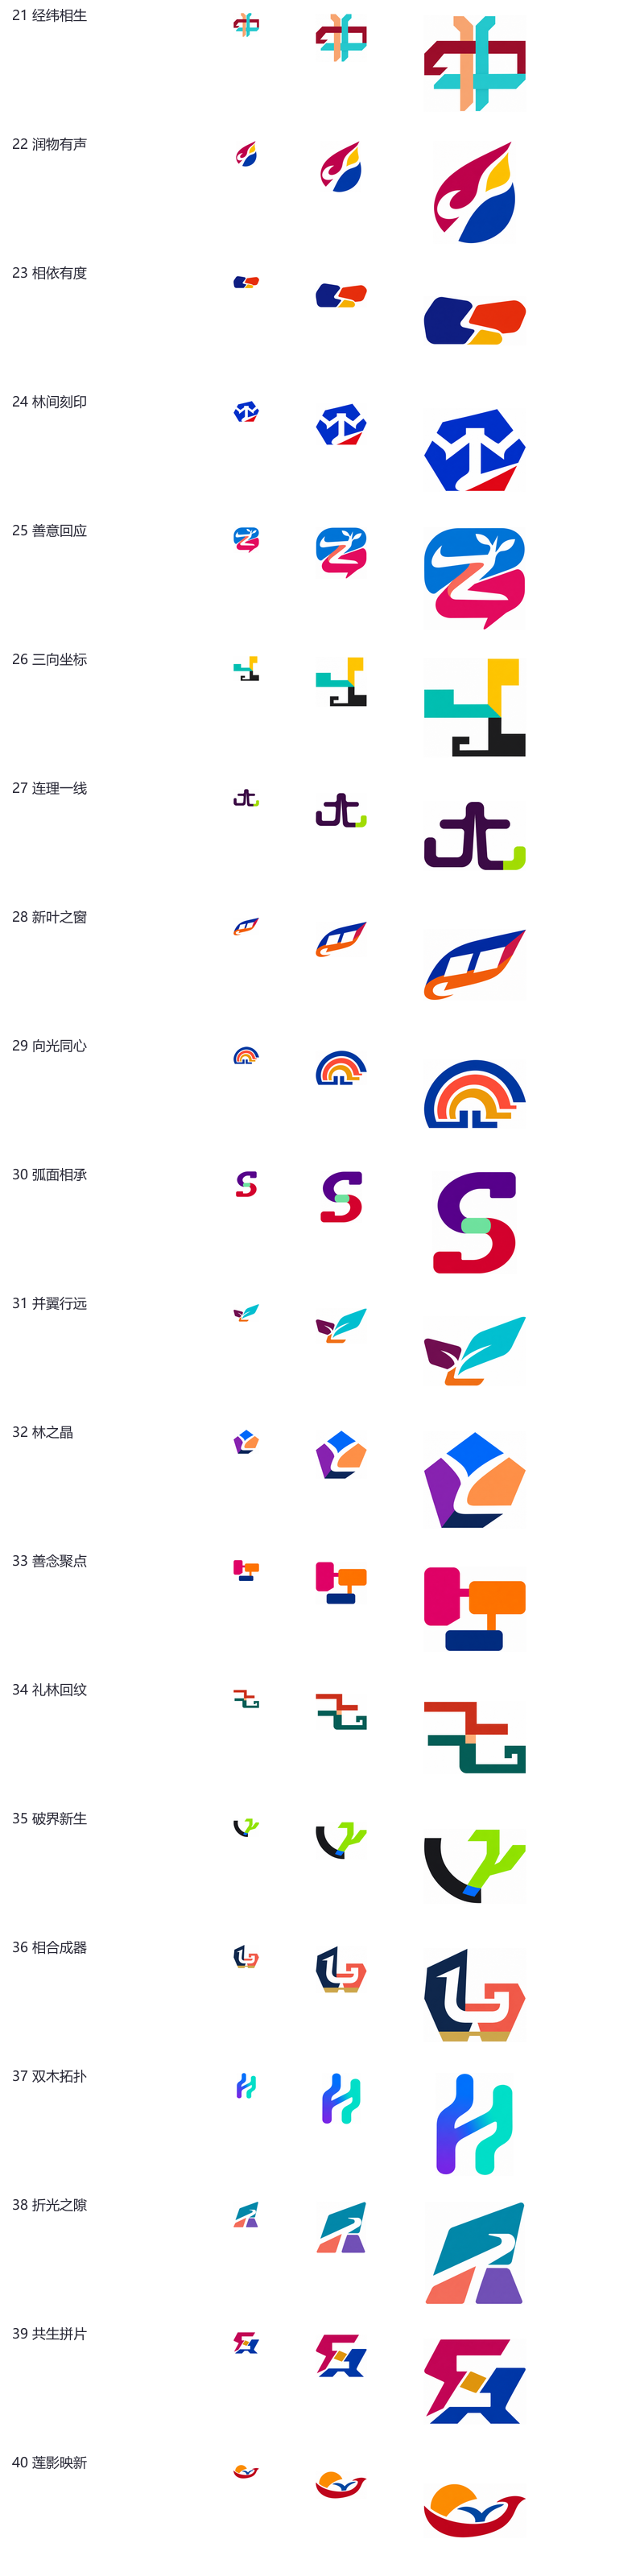 21 经纬相生
22 润物有声
23 相依有度
24 林间刻印
25 善意回应
26 三向坐标
27 连理一线
28 新叶之窗
29 向光同心
30 弧面相承
31 并翼行远
32 林之晶
33 善念聚点
34 礼林回纹
35 破界新生
36 相合成器
37 双木拓扑
38 折光之隙
39 共生拼片
40 莲影映新